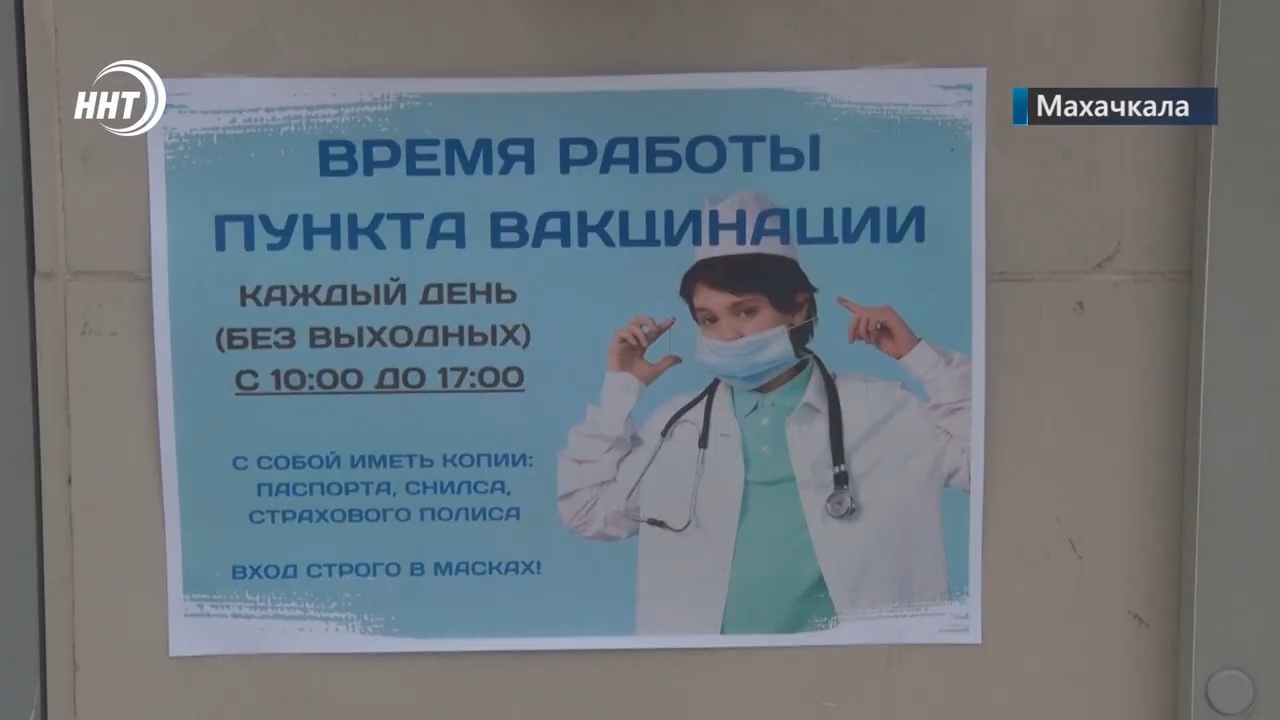 ННТ
Махачкала
ВРЕМЯ РАБОТЫ
ПУНКТА ВАКЦИНАЦИИ
КАЖДЫЙ ДЕНЬ
(БЕЗ ВЫХОДНЫХ)
С 10:00 ДО 17:00
С СОБОЙ ИМЕТЬ КОПИИ:
ПАСПОРТА, СНИЛСА,
СТРАХОВОГО ПОЛИСА
ВХОД СТРОГО В МАСКАХ!